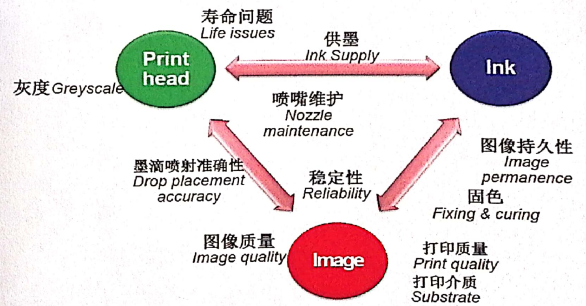 寿命问题
Life issues
供墨
Ink Supply
Print
head
Ink
灰度 Greyscale
喷嘴维护
Nozzle
maintenance
图像持久性
Image
permanence
墨滴喷射准确性
Drop placement
accuracy
稳定性
Reliability
固色
Fixing & curing
图像质量
Image quality
Image
打印质量
Print quality
打印介质
Substrate